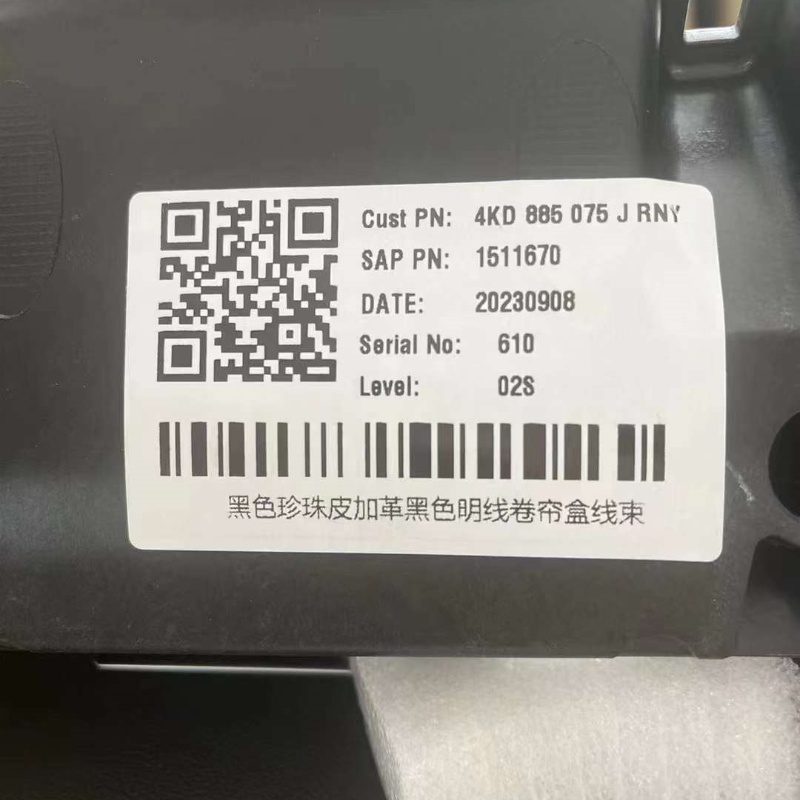 Cust PN: 4KD 885 075 J RNY
SAP PN: 1511670
DATE: 20230908
Serial No: 610
Level: 02S
黑色珍珠皮加革黑色明线卷帘盒线束